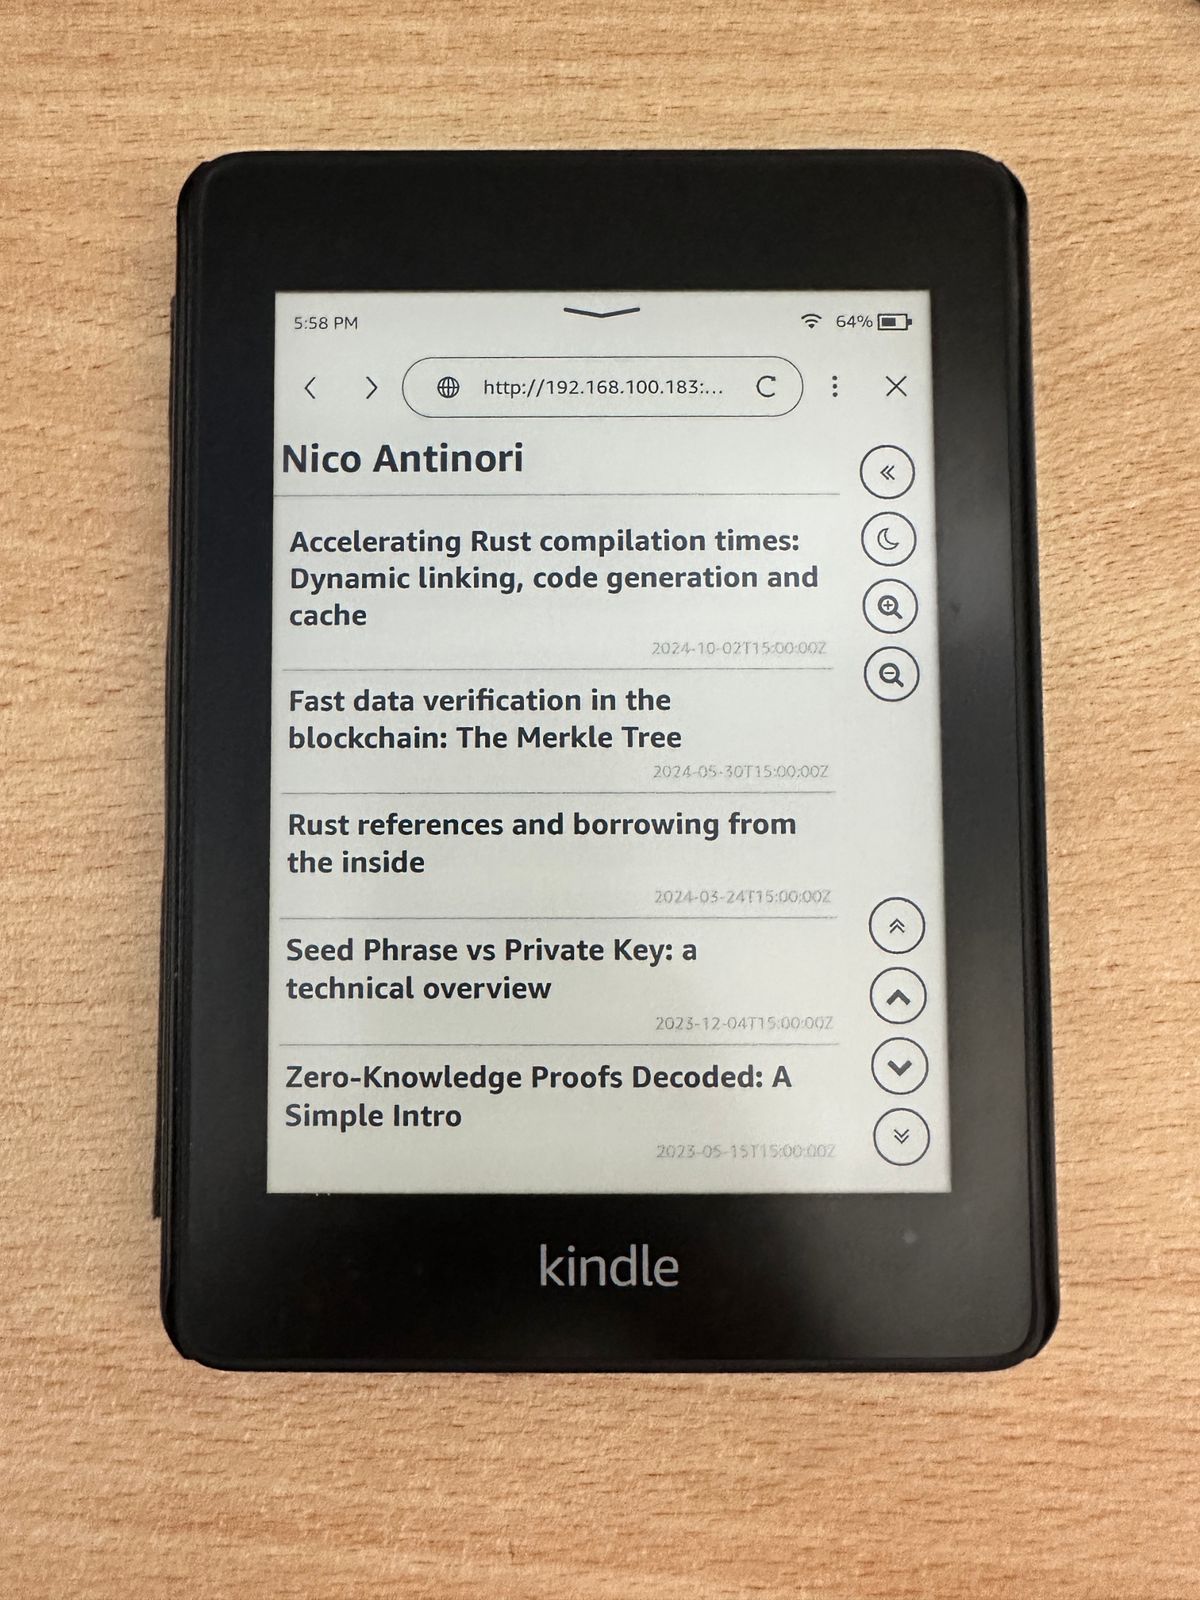 5:58 PM
64%
http://192.168.100.183:...
Nico Antinori
Accelerating Rust compilation times:
Dynamic linking, code generation and
cache
2024-10-02T15:00:00Z
Fast data verification in the
blockchain: The Merkle Tree
2024-05-30T15:00:00Z
Rust references and borrowing from
the inside
2024-03-24T15:00:00Z
Seed Phrase vs Private Key: a
technical overview
2023-12-04T15:00:00Z
Zero-Knowledge Proofs Decoded: A
Simple Intro
2023-05-15T15:00:00Z
kindle